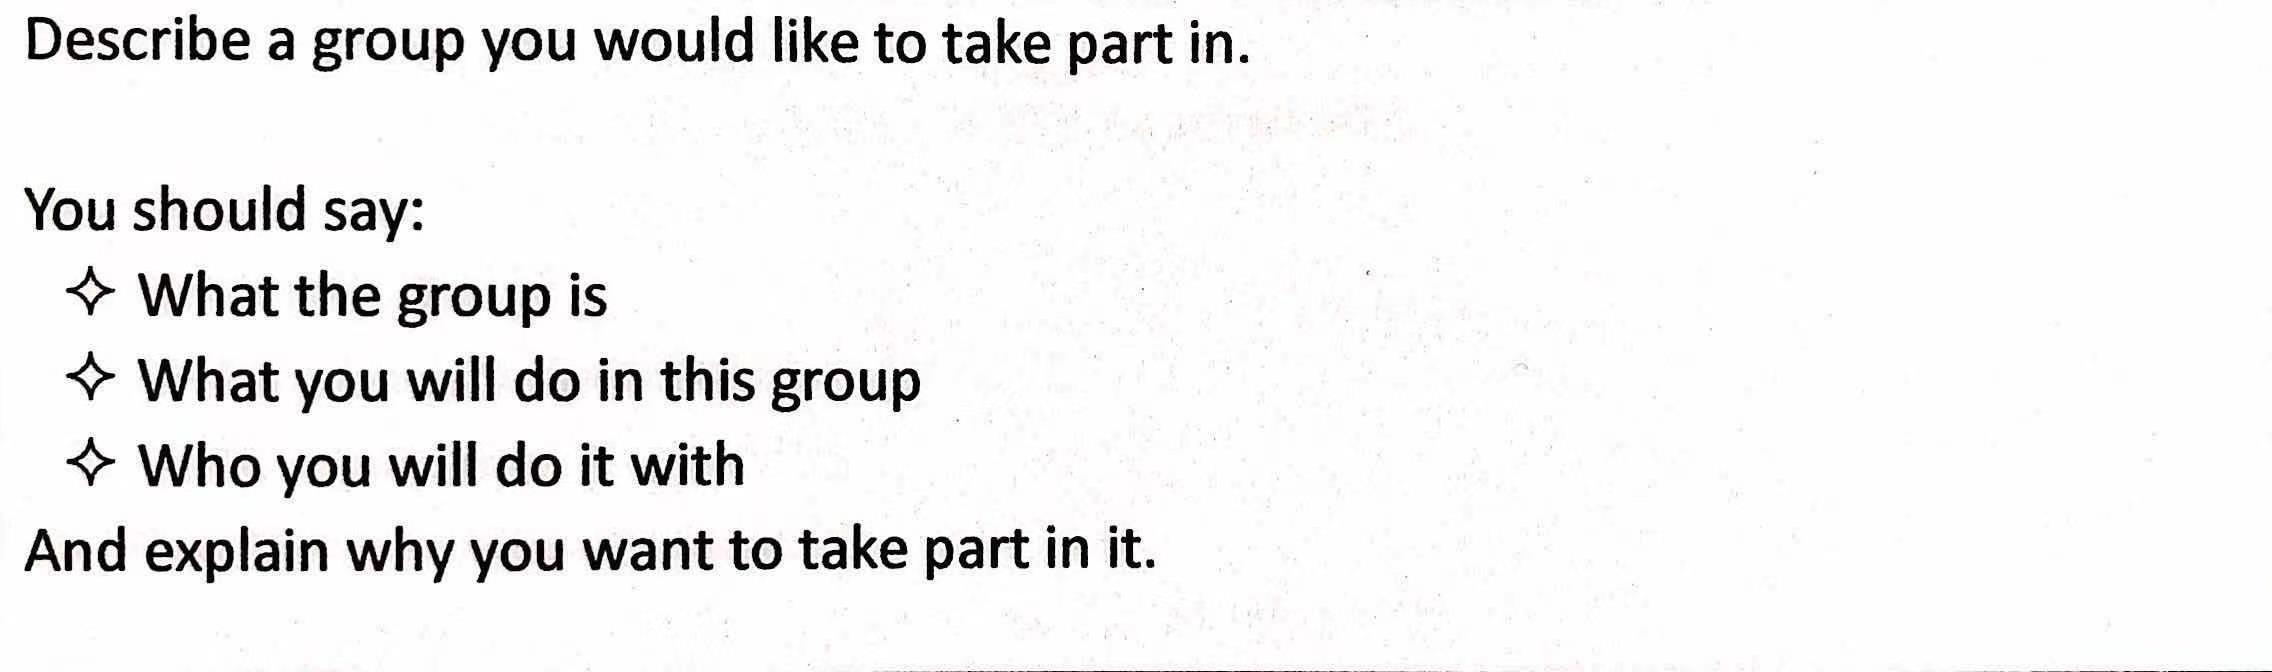 Describe a group you would like to take part in.
You should say:
✧ What the group is
✧ What you will do in this group
✧ Who you will do it with
And explain why you want to take part in it.